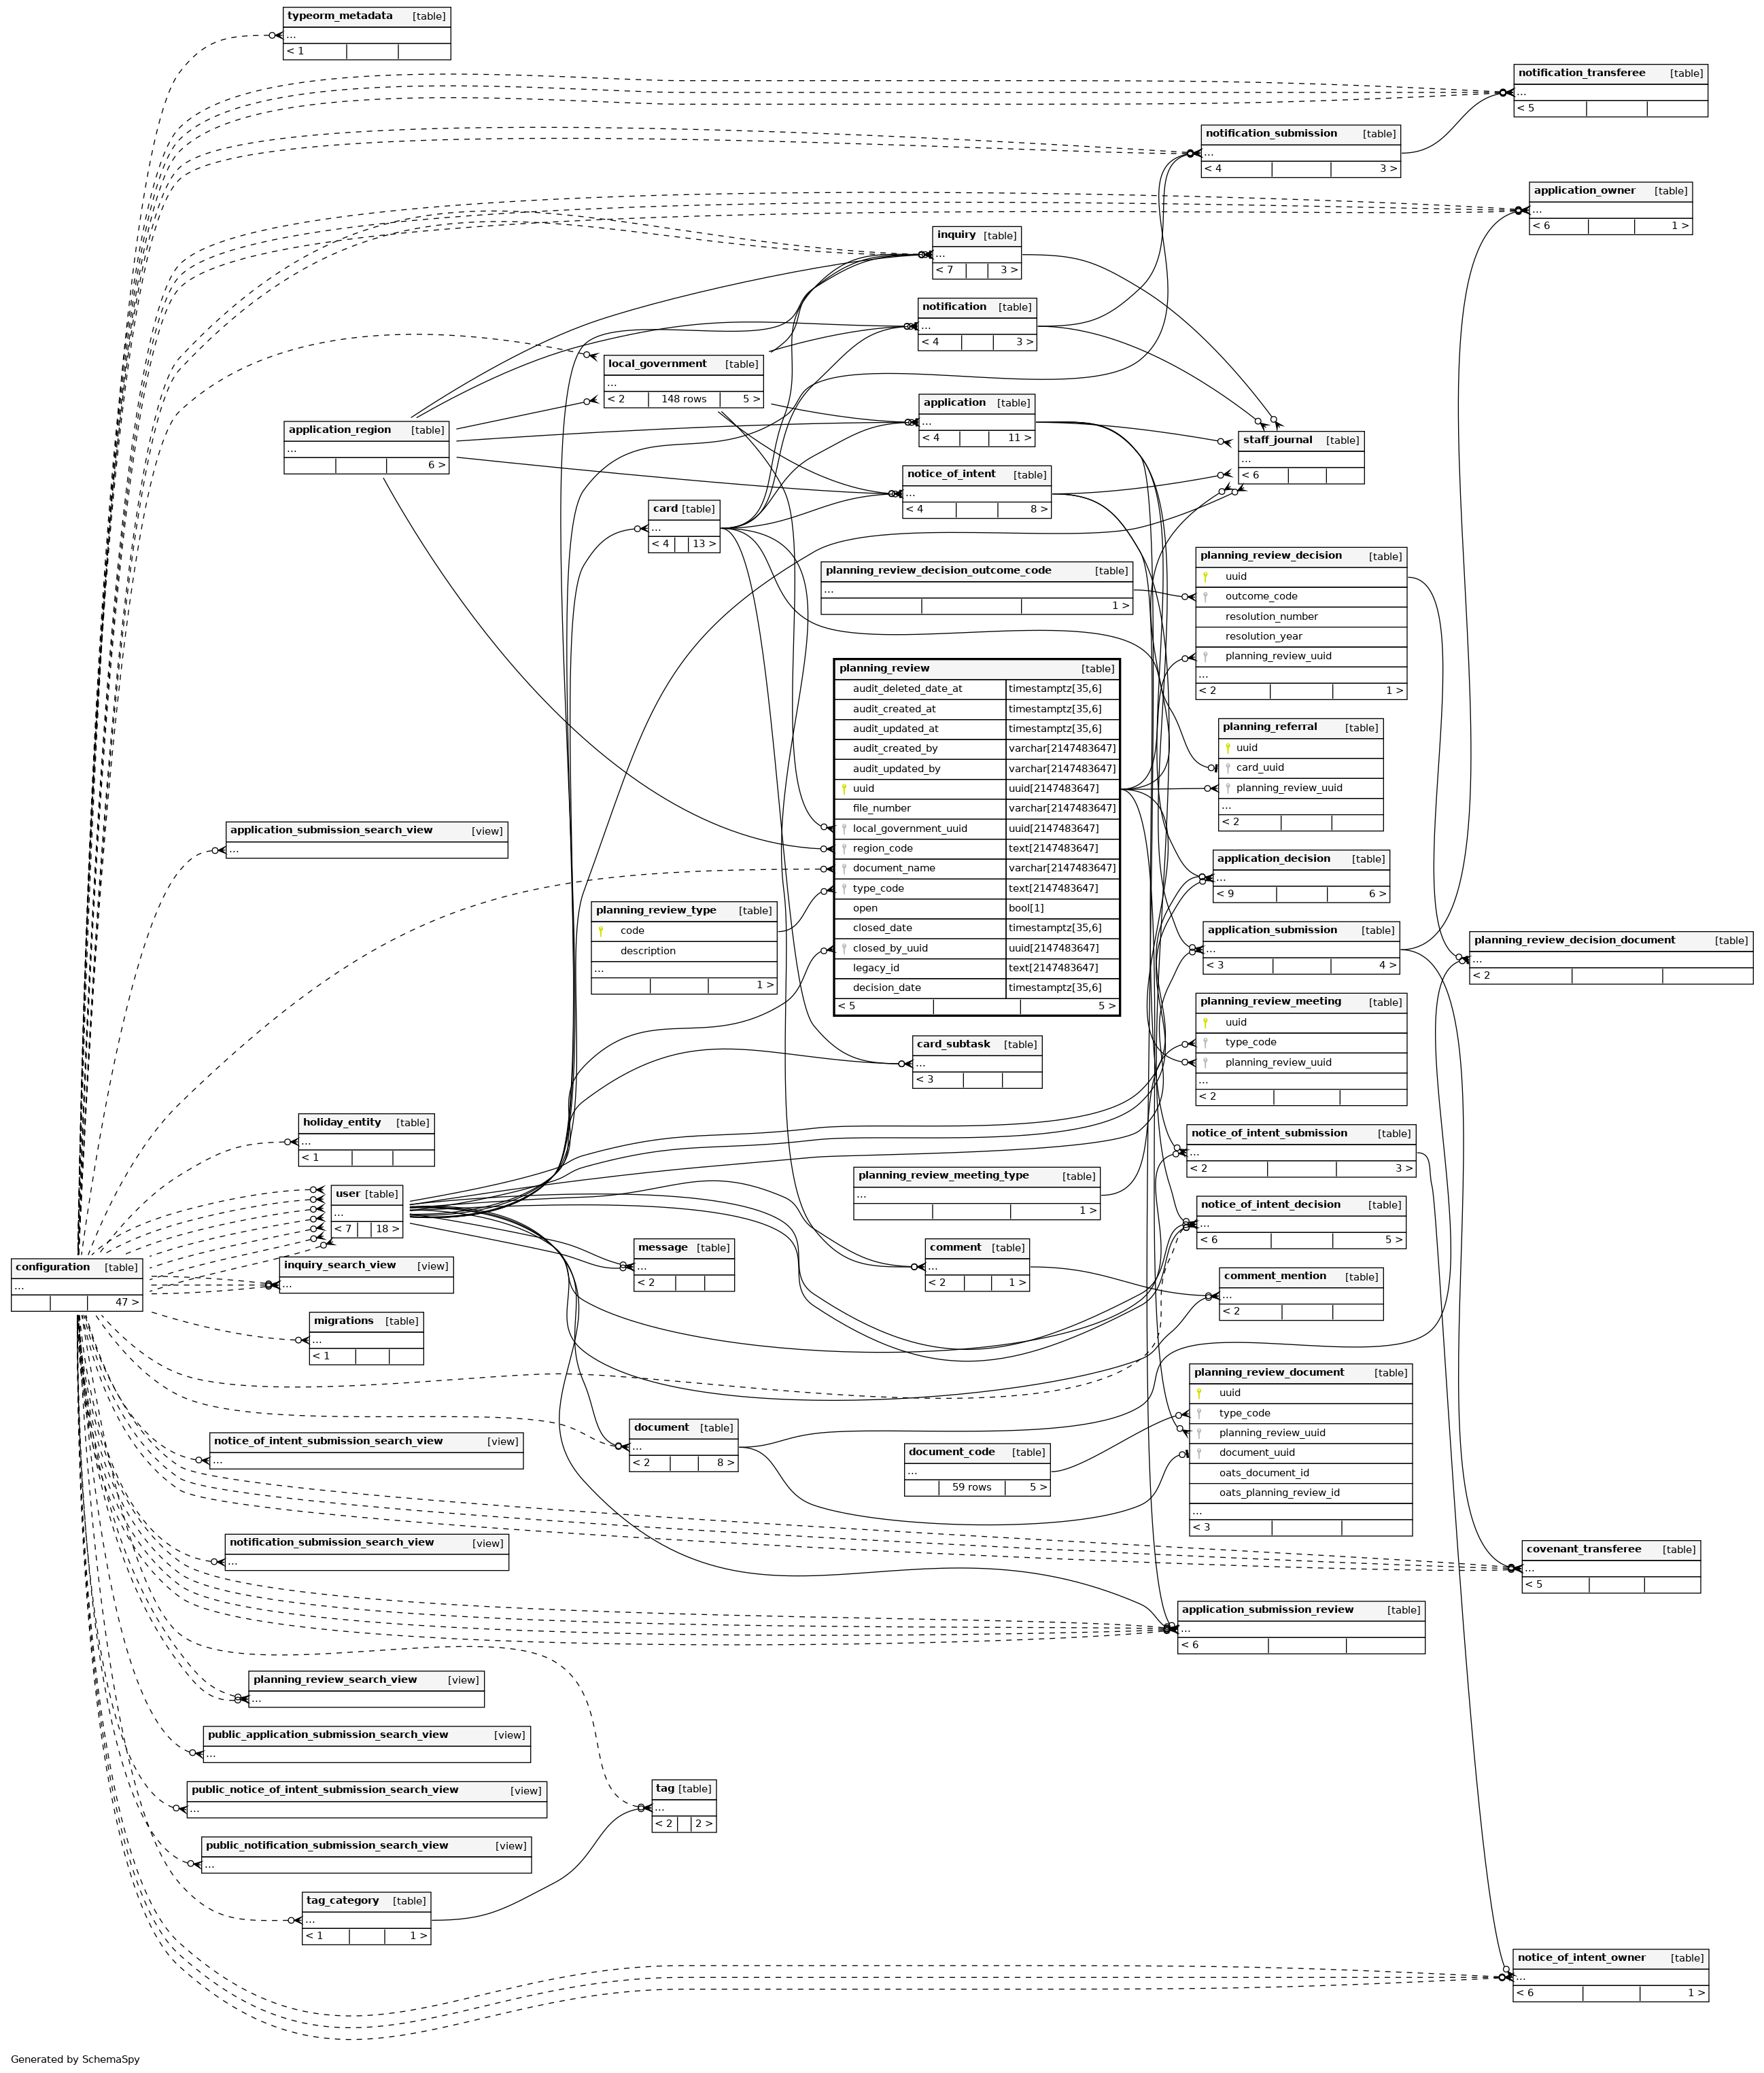 typeorm_metadata [table]
...
< 1
notification_transferee [table]
...
< 5
notification_submission [table]
...
< 4 3 >
application_owner [table]
...
< 6 1 >
inquiry [table]
...
< 7 3 >
notification [table]
...
< 4 3 >
local_government [table]
...
< 2 148 rows 5 >
application [table]
...
< 4 11 >
application_region [table]
...
6 >
staff_journal [table]
...
< 6
notice_of_intent [table]
...
< 4 8 >
card [table]
...
< 4 13 >
planning_review_decision_outcome_code [table]
...
1 >
planning_review_decision [table]
uuid
outcome_code
resolution_number
resolution_year
planning_review_uuid
...
< 2 1 >
planning_review [table]
audit_deleted_date_at timestamptz[35,6]
audit_created_at timestamptz[35,6]
audit_updated_at timestamptz[35,6]
audit_created_by varchar[2147483647]
audit_updated_by varchar[2147483647]
uuid uuid[2147483647]
file_number varchar[2147483647]
local_government_uuid uuid[2147483647]
region_code text[2147483647]
document_name varchar[2147483647]
type_code text[2147483647]
open bool[1]
closed_date timestamptz[35,6]
closed_by_uuid uuid[2147483647]
legacy_id text[2147483647]
decision_date timestamptz[35,6]
< 5 5 >
planning_referral [table]
uuid
card_uuid
planning_review_uuid
...
< 2
application_submission_search_view [view]
...
application_decision [table]
...
< 9 6 >
planning_review_type [table]
code
description
...
1 >
application_submission [table]
...
< 3 4 >
planning_review_decision_document [table]
...
< 2
planning_review_meeting [table]
uuid
type_code
planning_review_uuid
...
< 2
card_subtask [table]
...
< 3
holiday_entity [table]
...
< 1
notice_of_intent_submission [table]
...
< 2 3 >
planning_review_meeting_type [table]
...
1 >
user [table]
...
< 7 18 >
notice_of_intent_decision [table]
...
< 6 5 >
message [table]
...
< 2
comment [table]
...
< 2 1 >
configuration [table]
...
47 >
inquiry_search_view [view]
...
comment_mention [table]
...
< 2
migrations [table]
...
< 1
planning_review_document [table]
uuid
type_code
planning_review_uuid
document_uuid
oats_document_id
oats_planning_review_id
...
< 3
document [table]
...
< 2 8 >
notice_of_intent_submission_search_view [view]
...
document_code [table]
...
59 rows 5 >
notification_submission_search_view [view]
...
covenant_transferee [table]
...
< 5
application_submission_review [table]
...
< 6
planning_review_search_view [view]
...
public_application_submission_search_view [view]
...
public_notice_of_intent_submission_search_view [view]
...
tag [table]
...
< 2 2 >
public_notification_submission_search_view [view]
...
tag_category [table]
...
< 1 1 >
notice_of_intent_owner [table]
...
< 6 1 >
Generated by SchemaSpy